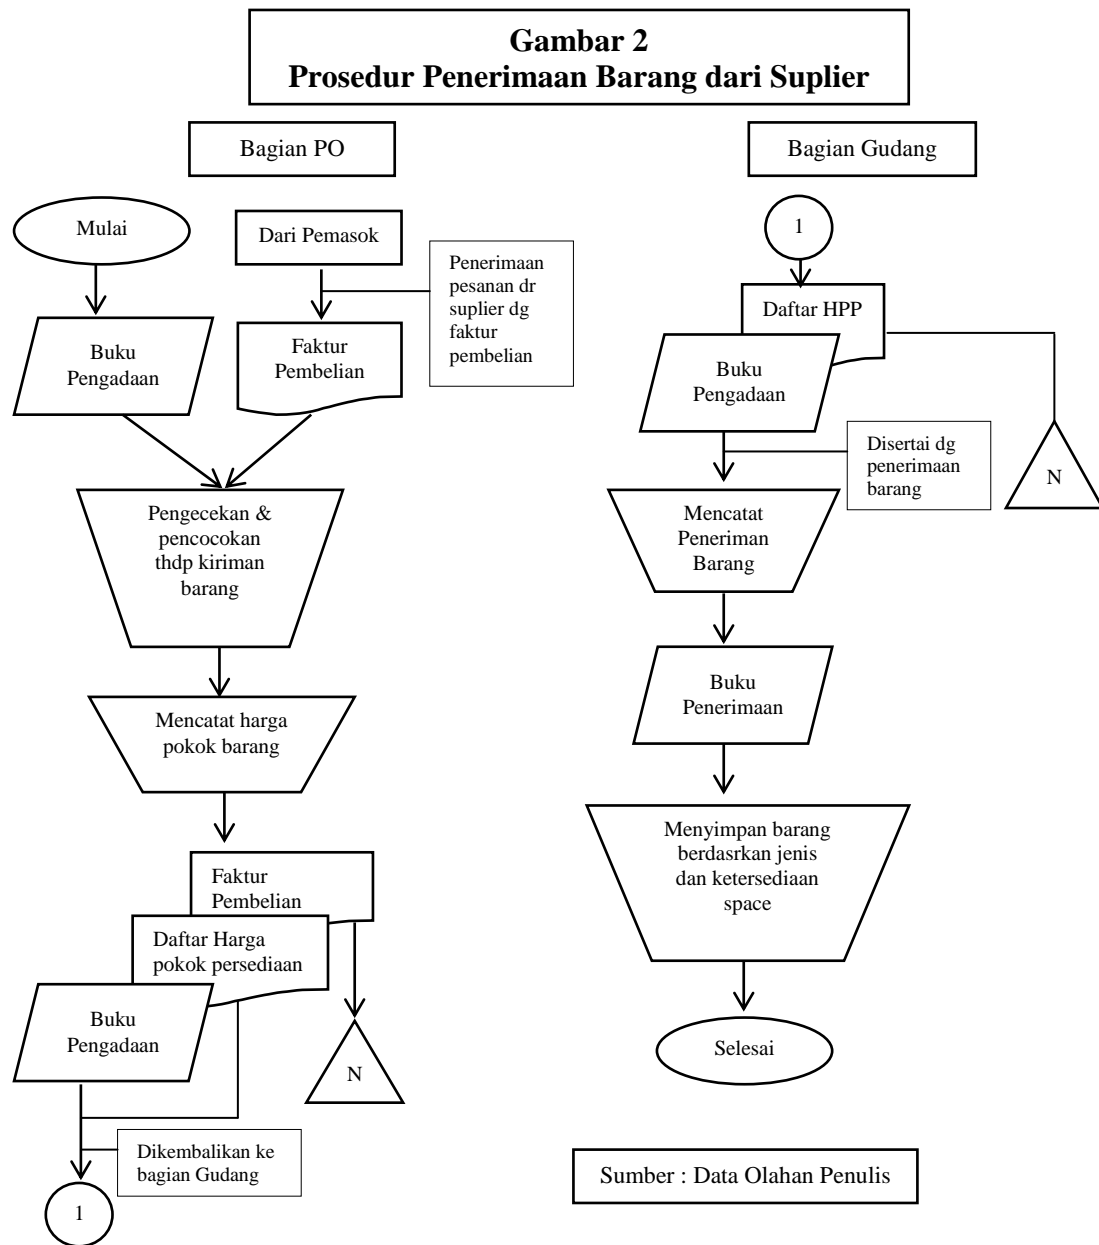 Gambar 2
Prosedur Penerimaan Barang dari Suplier
Bagian PO
Bagian Gudang
Mulai
Dari Pemasok
Penerimaan
pesanan dr
suplier dg
faktur
pembelian
Buku
Pengadaan
Faktur
Pembelian
Pengecekan &
pencocokan
thdp kiriman
barang
Mencatat harga
pokok barang
Faktur
Pembelian
Daftar Harga
pokok persediaan
Buku
Pengadaan
N
Dikembalikan ke
bagian Gudang
1
1
Daftar HPP
Buku
Pengadaan
N
Disertai dg
penerimaan
barang
Mencatat
Peneriman
Barang
Buku
Penerimaan
Menyimpan barang
berdasrkan jenis
dan ketersediaan
space
Selesai
Sumber : Data Olahan Penulis